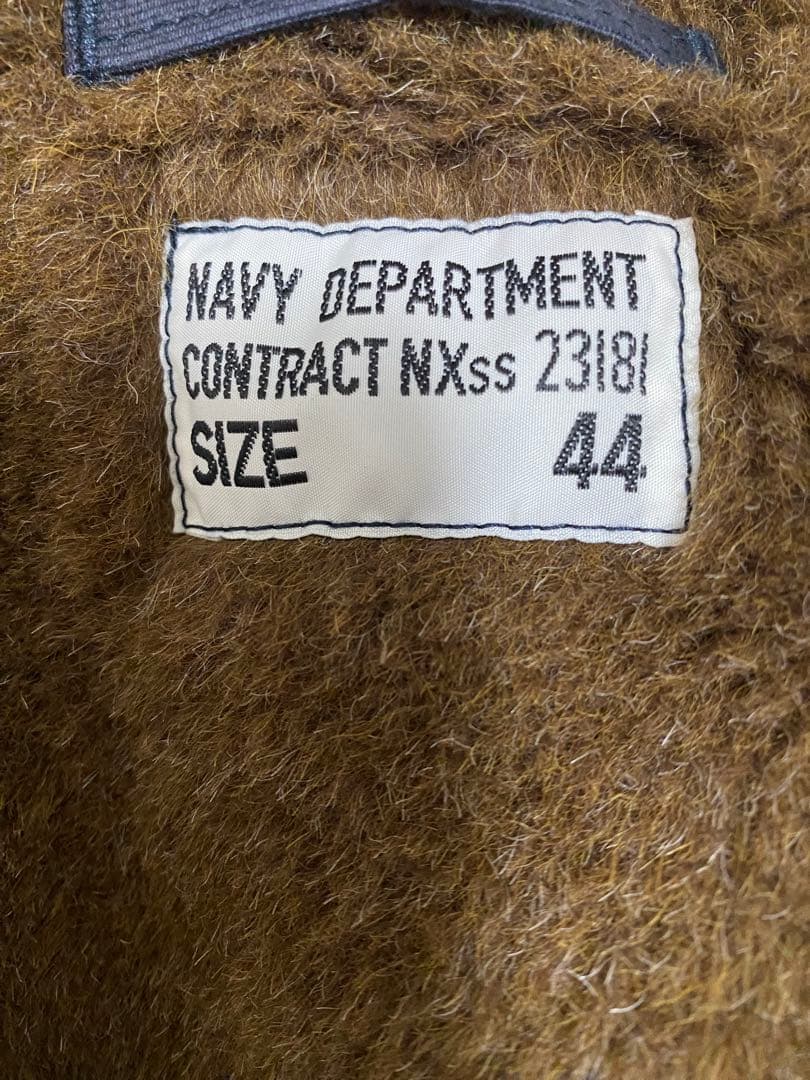 NAVY DEPARTMENT
CONTRACT NXss 23181
SIZE 44